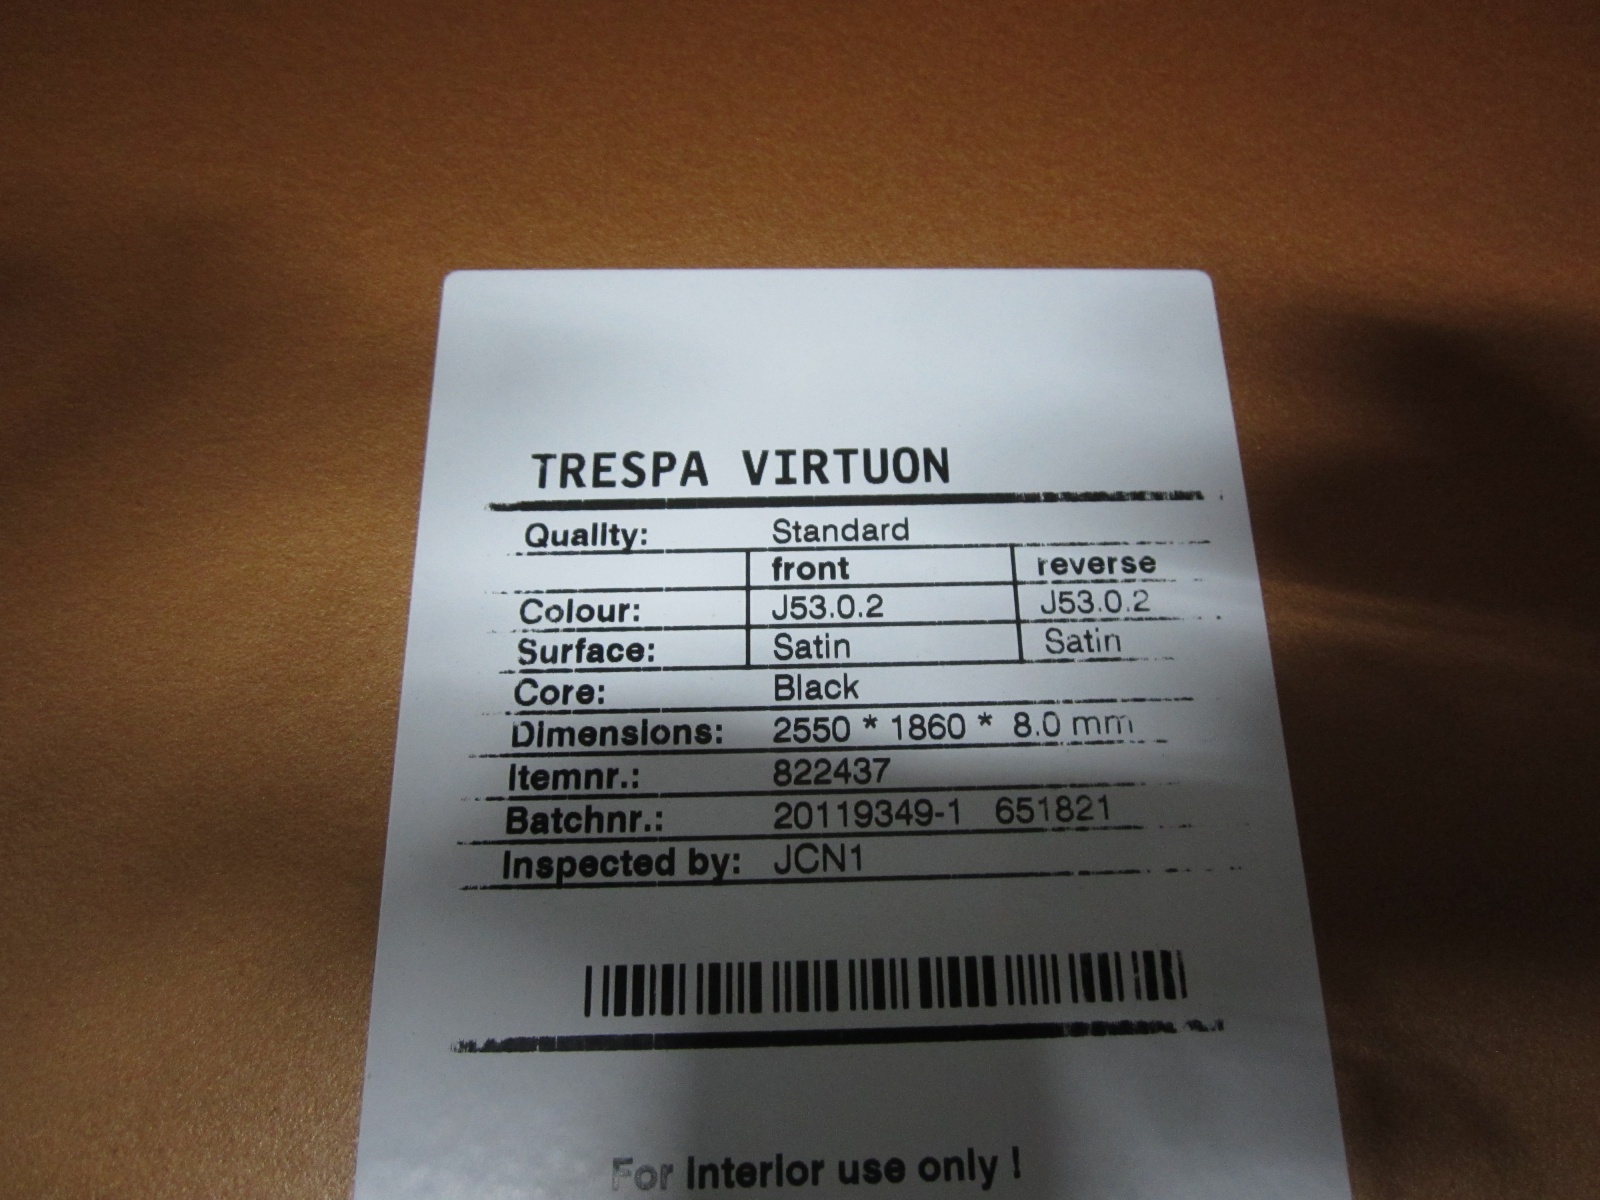 TRESPA VIRTUON
Quality: Standard
front reverse
Colour: J53.0.2 J53.0.2
Surface: Satin Satin
Core: Black
Dimensions: 2550 * 1860 * 8.0 mm
Itemnr.: 822437
Batchnr.: 20119349-1 651821
Inspected by: JCN1
For Interior use only !